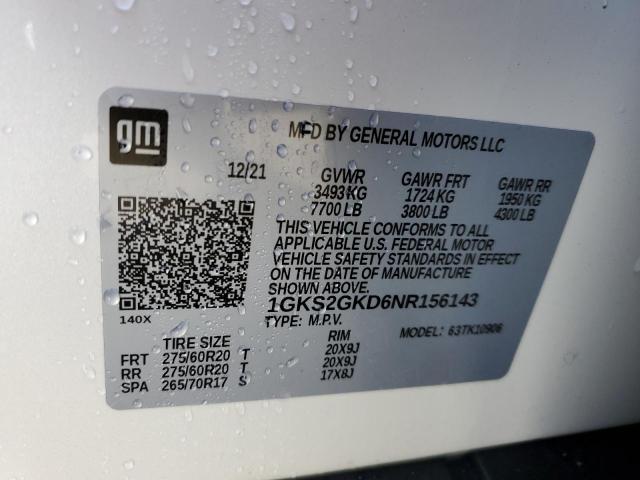 gm
MFD BY GENERAL MOTORS LLC
12/21 GVWR GAWR FRT GAWR RR
3493 KG 1724 KG 1950 KG
7700 LB 3800 LB 4300 LB
THIS VEHICLE CONFORMS TO ALL
APPLICABLE U.S. FEDERAL MOTOR
VEHICLE SAFETY STANDARDS IN EFFECT
ON THE DATE OF MANUFACTURE
SHOWN ABOVE.
1GKS2GKD6NR156143
140X TYPE: M.P.V. MODEL: 63TK10906
TIRE SIZE RIM
FRT 275/60R20 T 20X9J
RR 275/60R20 T 20X9J
SPA 265/70R17 S 17X8J